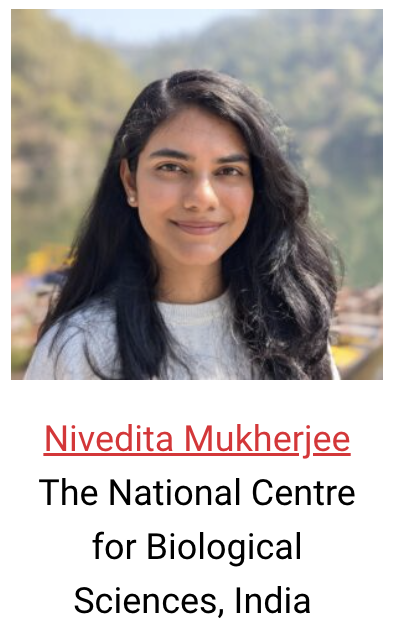 Nivedita Mukherjee
The National Centre
for Biological
Sciences, India